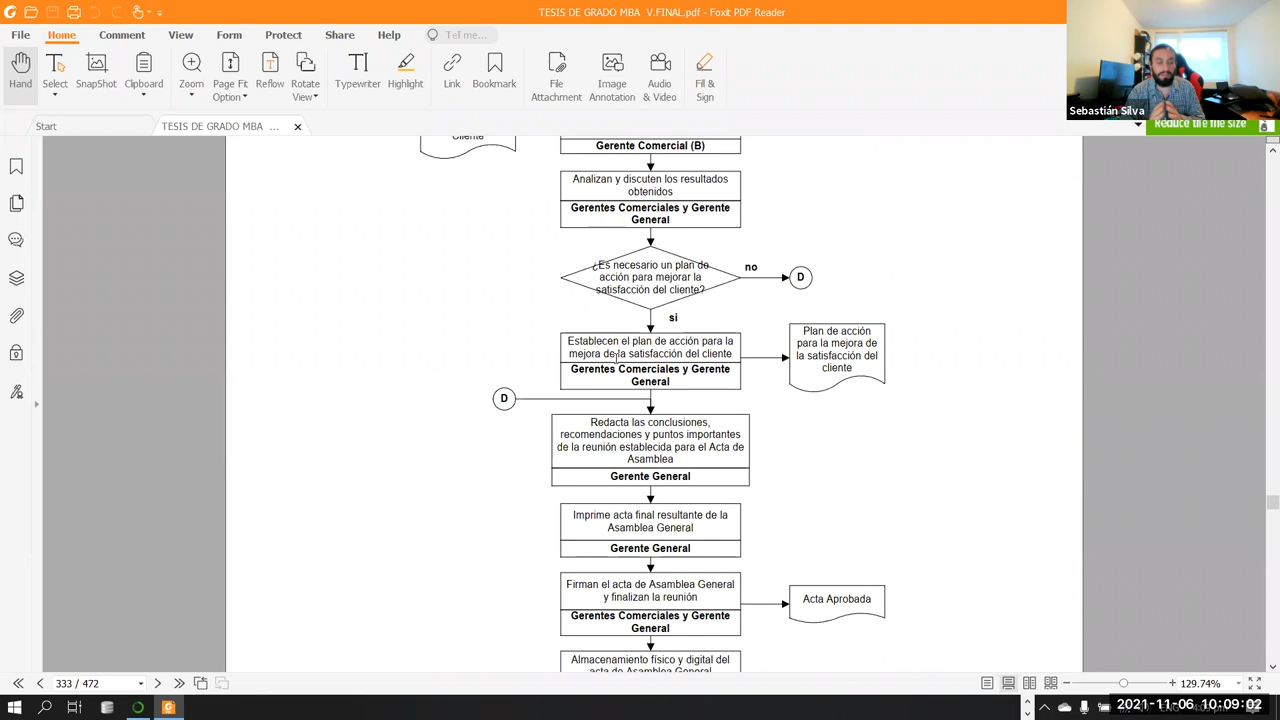 TESIS DE GRADO MBA V.FINAL.pdf - Foxit PDF Reader
File Home Comment View Form Protect Share Help Tell me...
Hand Select SnapShot Clipboard Zoom Page Fit Option Reflow Rotate View Typewriter Highlight Link Bookmark File Attachment Image Annotation Audio & Video Fill & Sign
Sebastián Silva
Start
TESIS DE GRADO MBA ...
Reduce the file size
Cliente
Gerente Comercial (B)
Analizan y discuten los resultados
obtenidos
Gerentes Comerciales y Gerente
General
¿Es necesario un plan de
acción para mejorar la
satisfacción del cliente?
no
D
si
Establecen el plan de acción para la
mejora de la satisfacción del cliente
Gerentes Comerciales y Gerente
General
Plan de acción
para la mejora de
la satisfacción del
cliente
D
Redacta las conclusiones,
recomendaciones y puntos importantes
de la reunión establecida para el Acta de
Asamblea
Gerente General
Imprime acta final resultante de la
Asamblea General
Gerente General
Firman el acta de Asamblea General
y finalizan la reunión
Gerentes Comerciales y Gerente
General
Acta Aprobada
Almacenamiento físico y digital del
acta de Asamblea General
333 / 472
129.74%
2021-11-06 10:09:02